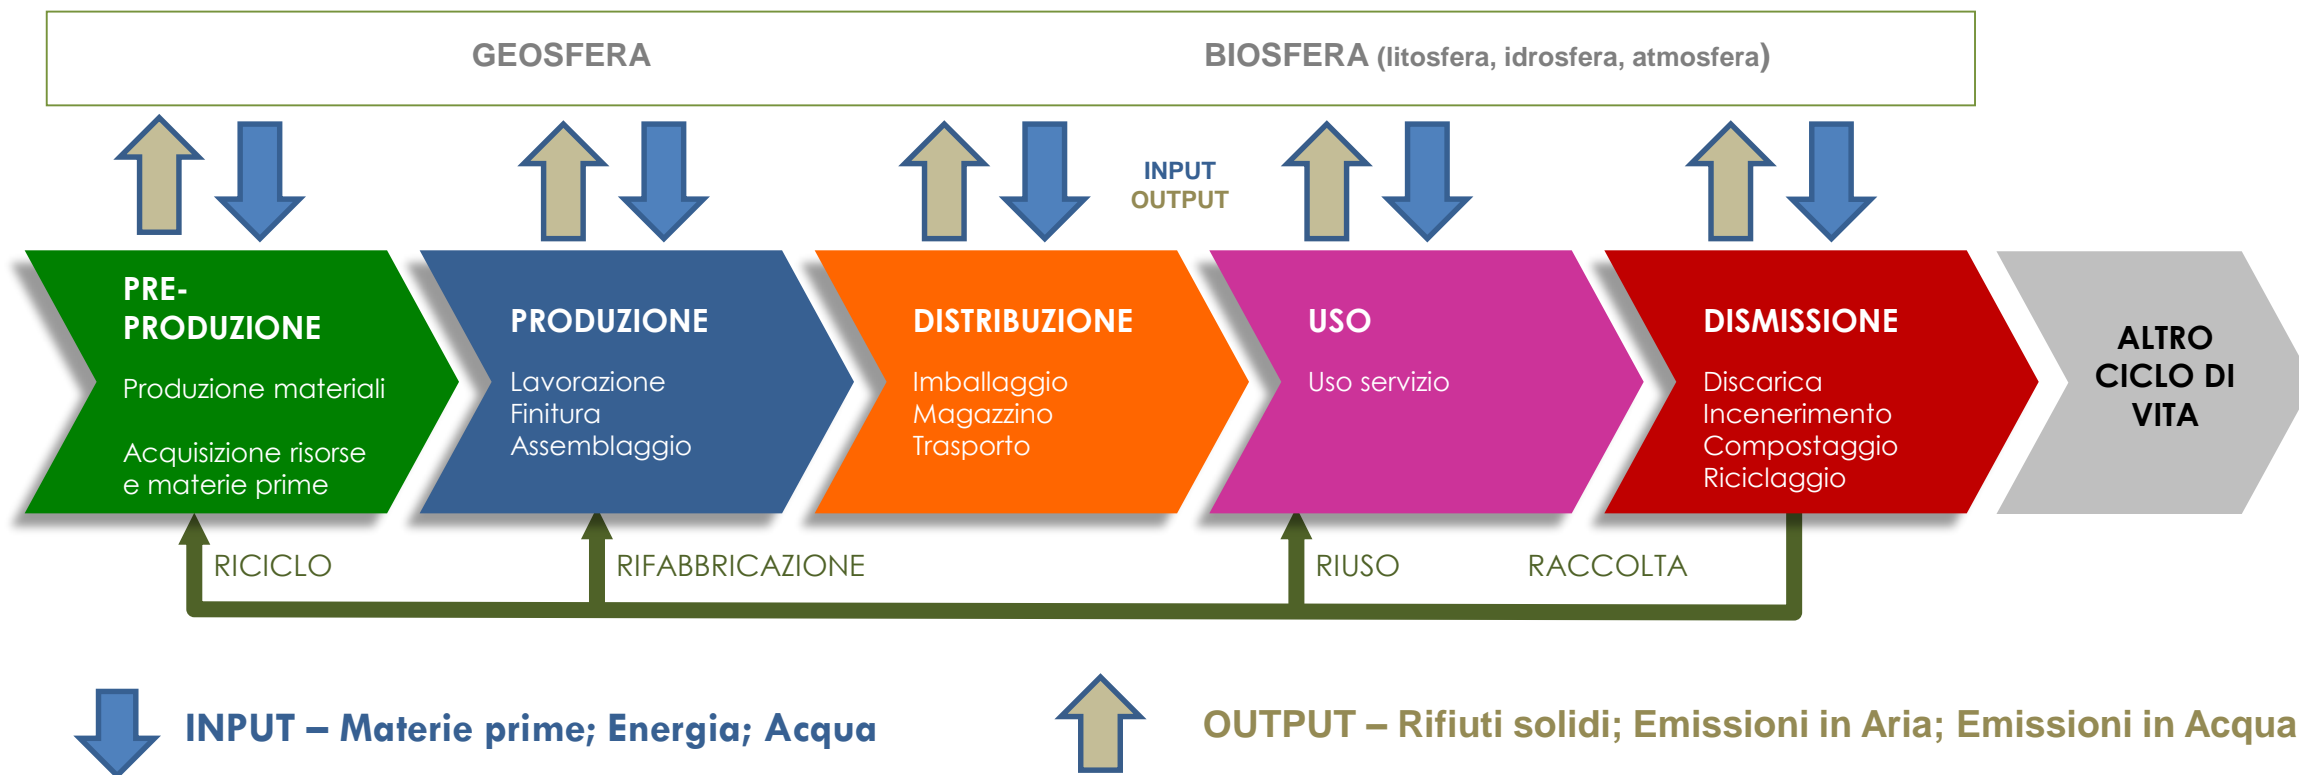 GEOSFERA
BIOSFERA (litosfera, idrosfera, atmosfera)
INPUT
OUTPUT
PRE-
PRODUZIONE
Produzione materiali
Acquisizione risorse
e materie prime
PRODUZIONE
Lavorazione
Finitura
Assemblaggio
DISTRIBUZIONE
Imballaggio
Magazzino
Trasporto
USO
Uso servizio
DISMISSIONE
Discarica
Incenerimento
Compostaggio
Riciclaggio
ALTRO
CICLO DI
VITA
RICICLO
RIFABBRICAZIONE
RIUSO
RACCOLTA
INPUT – Materie prime; Energia; Acqua
OUTPUT – Rifiuti solidi; Emissioni in Aria; Emissioni in Acqua